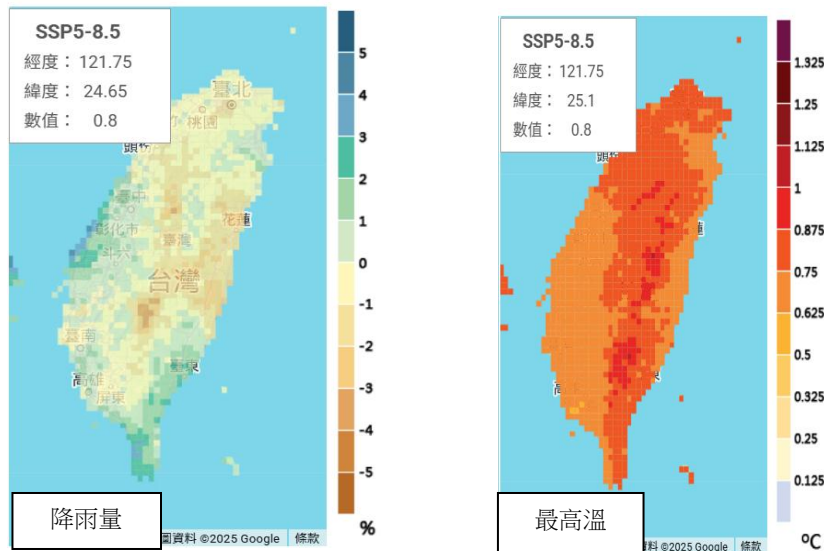 SSP5-8.5
經度： 121.75
緯度： 24.65
數值： 0.8
臺北
桃園
臺中
彰化市
斗六
花蓮
臺灣
台灣
臺南
高雄
屏東
臺東
降雨量
圖資料 ©2025 Google
條款
5
4
3
2
1
0
-1
-2
-3
-4
-5
%
SSP5-8.5
經度： 121.75
緯度： 25.1
數值： 0.8
最高溫
圖資料 ©2025 Google
條款
1.325
1.25
1.125
1
0.875
0.75
0.625
0.5
0.375
0.25
0.125
ºC